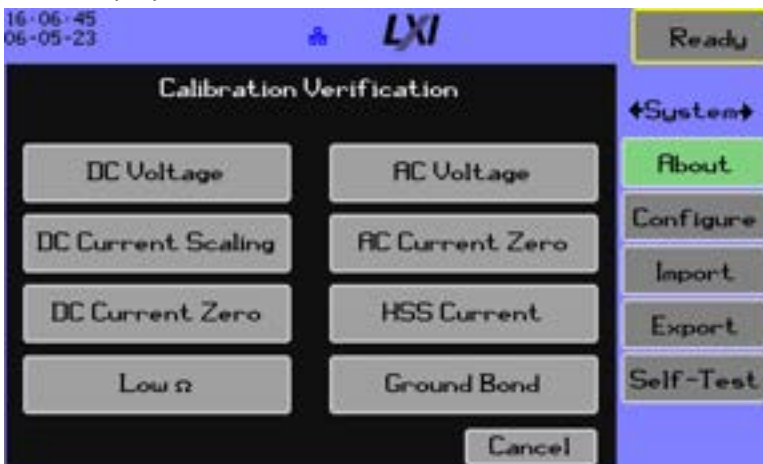 16-06-45
06-05-23
LXI
Ready
Calibration Verification
◆System◆
DC Voltage
AC Voltage
About
DC Current Scaling
AC Current Zero
Configure
Import
DC Current Zero
HSS Current
Export
Low Ω
Ground Bond
Self-Test
Cancel